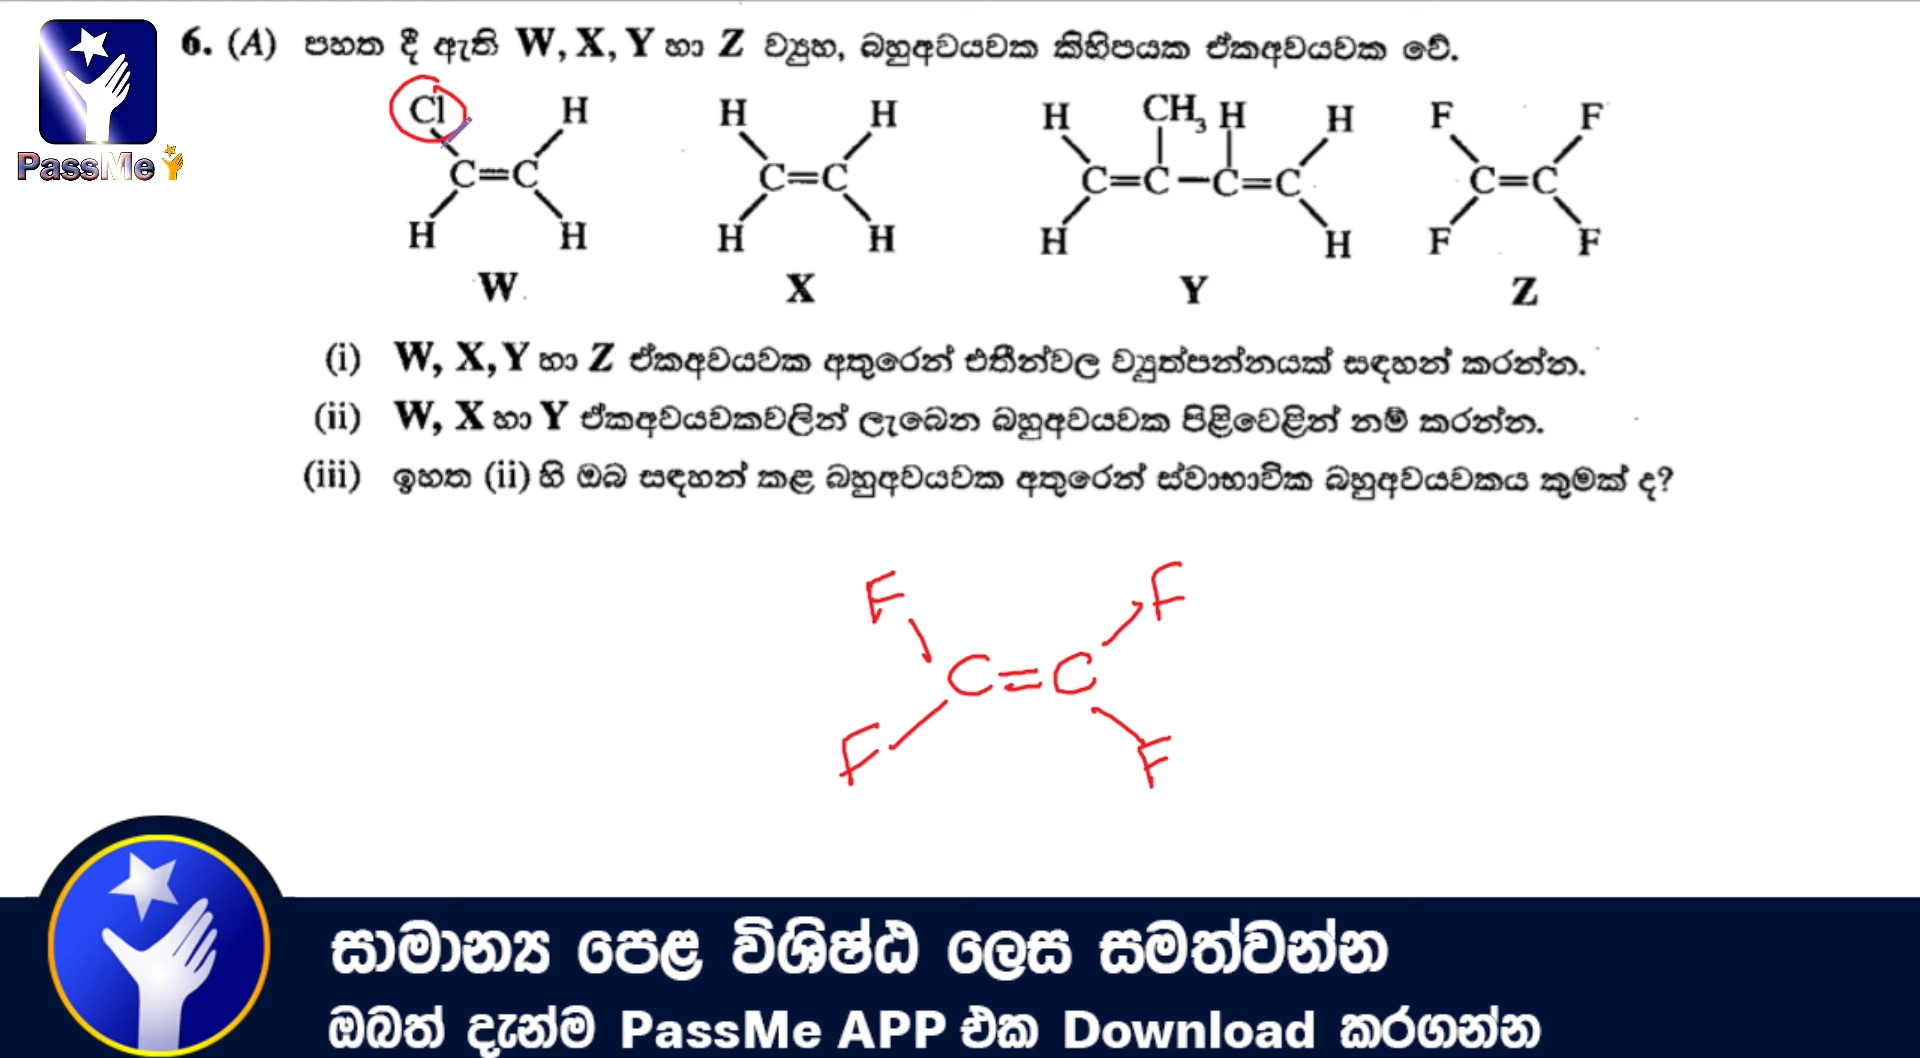 PassMe
6. (A) පහත දී ඇති W, X, Y හා Z ව්‍යුහ, බහුඅවයවක කිහිපයක ඒකඅවයවක වේ.
Cl H H H H CH3 H H F F
C=C C=C C=C-C=C C=C
H H H H H H F F
W X Y Z
(i) W, X, Y හා Z ඒකඅවයවක අතුරෙන් එතීන්වල ව්‍යුත්පන්නයක් සඳහන් කරන්න.
(ii) W, X හා Y ඒකඅවයවකවලින් ලැබෙන බහුඅවයවක පිළිවෙළින් නම් කරන්න.
(iii) ඉහත (ii) හි ඔබ සඳහන් කළ බහුඅවයවක අතුරෙන් ස්වාභාවික බහුඅවයවකය කුමක් ද?
F F
C=C
F F
සාමාන්‍ය පෙළ විශිෂ්ඨ ලෙස සමත්වන්න
ඔබත් දැන්ම PassMe APP එක Download කරගන්න